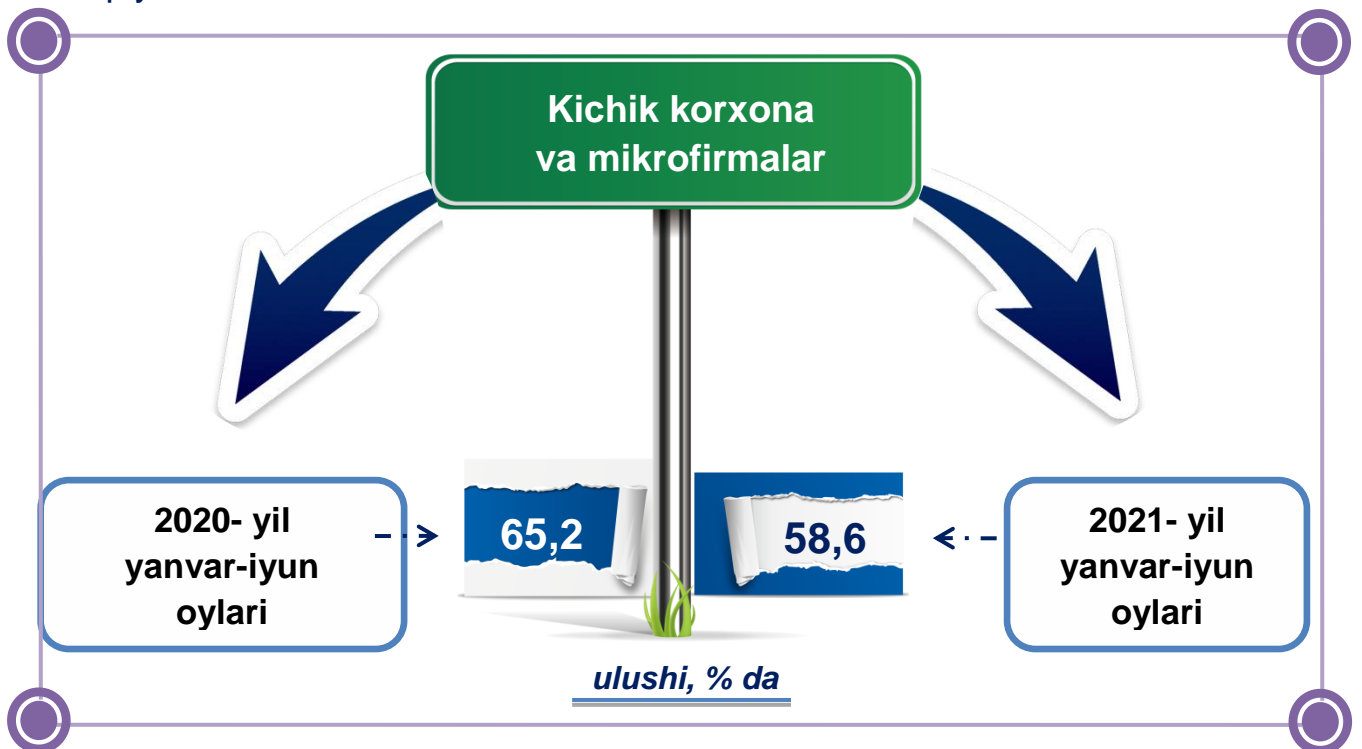 Kichik korxona
va mikrofirmalar
65,2
58,6
2020- yil
yanvar-iyun
oylari
2021- yil
yanvar-iyun
oylari
ulushi, % da